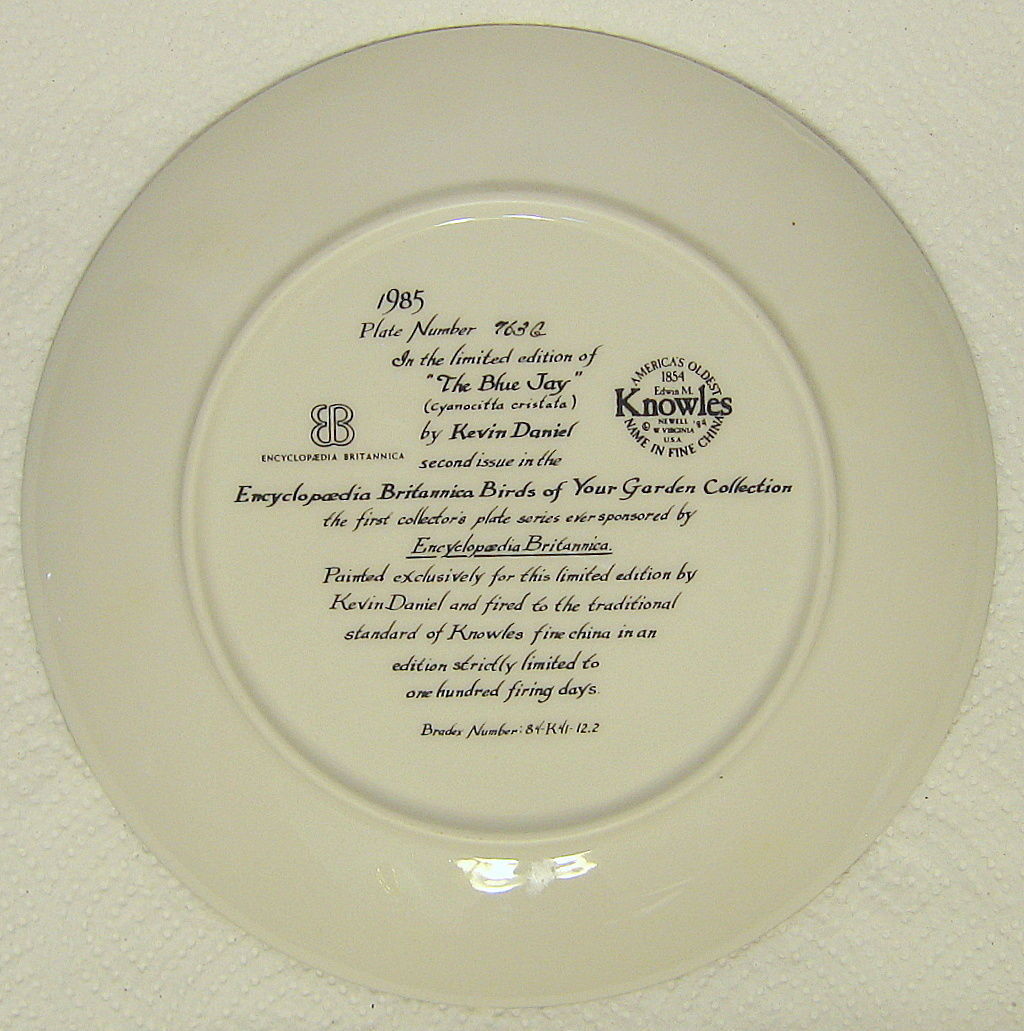 1985
Plate Number 763G
In the limited edition of
"The Blue Jay"
(cyanocitta cristata)
by Kevin Daniel
second issue in the
Encyclopædia Britannica Birds of Your Garden Collection
the first collector's plate series ever sponsored by
Encyclopædia Britannica.
Painted exclusively for this limited edition by
Kevin Daniel and fired to the traditional
standard of Knowles fine china in an
edition strictly limited to
one hundred firing days.
Bradex Number: 84-K41-12.2
ENCYCLOPÆDIA BRITANNICA
AMERICA'S OLDEST
1854
Edwin M.
Knowles
NEWELL
© W VIRGINIA '84
U.S.A
NAME IN FINE CHINA